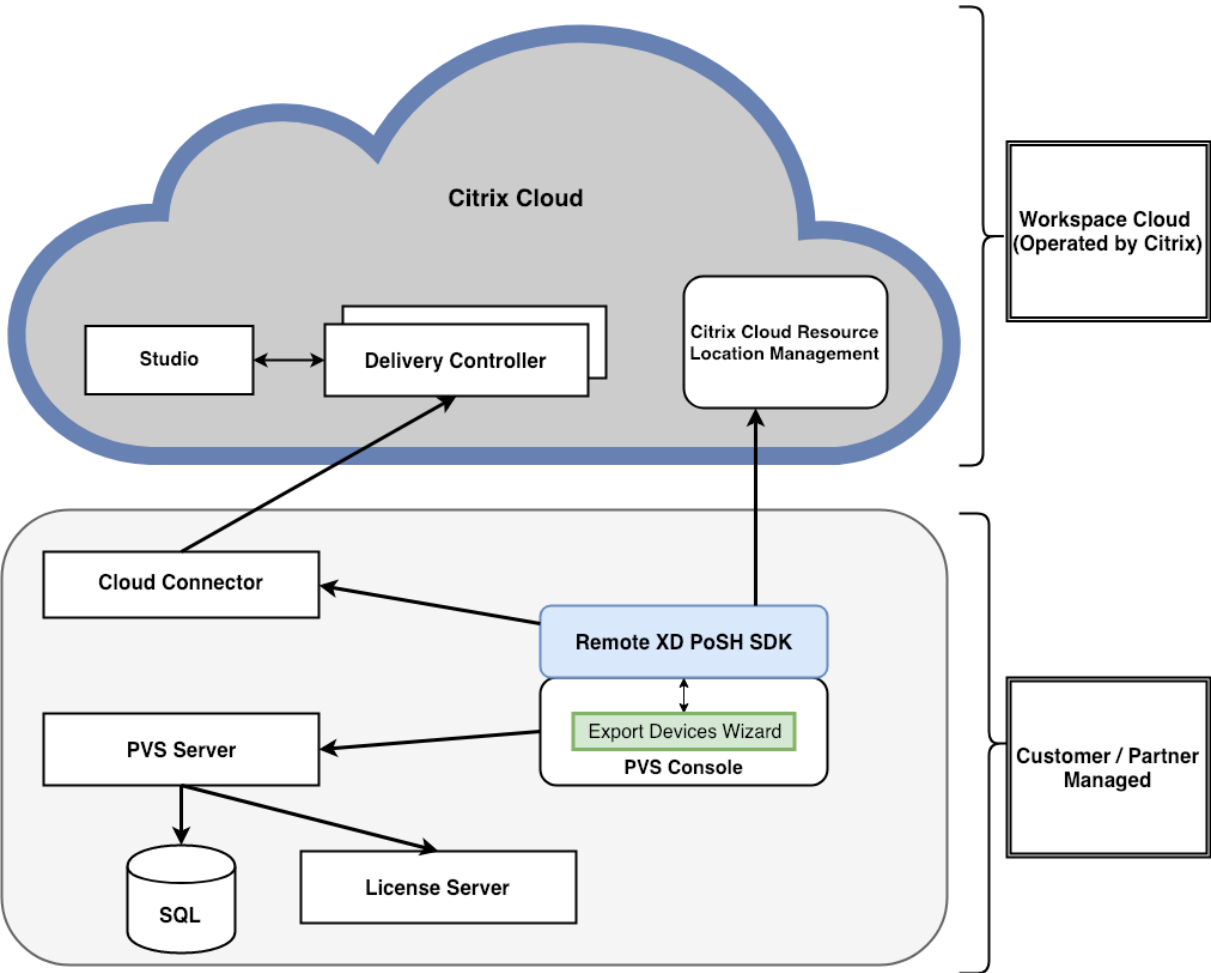 Citrix Cloud
Workspace Cloud
(Operated by Citrix)
Studio
Delivery Controller
Citrix Cloud Resource
Location Management
Cloud Connector
Remote XD PoSH SDK
Export Devices Wizard
PVS Console
PVS Server
Customer / Partner
Managed
SQL
License Server